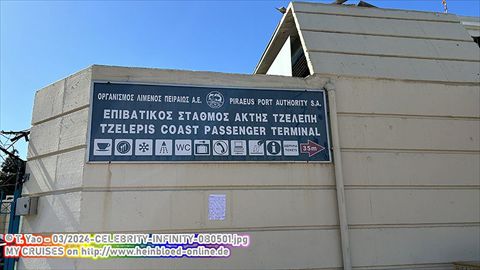 ΟΡΓΑΝΙΣΜΟΣ ΛΙΜΕΝΟΣ ΠΕΙΡΑΙΩΣ Α.Ε. PIRAEUS PORT AUTHORITY S.A.
ΕΠΙΒΑΤΙΚΟΣ ΣΤΑΘΜΟΣ ΑΚΤΗΣ ΤΖΕΛΕΠΗ
TZELEPIS COAST PASSENGER TERMINAL
WC i TICKETS 35m
© T. Yao - 03/2024-CELEBRITY-INFINITY-080501.jpg
MY CRUISES on http://www.heinbloed-online.de